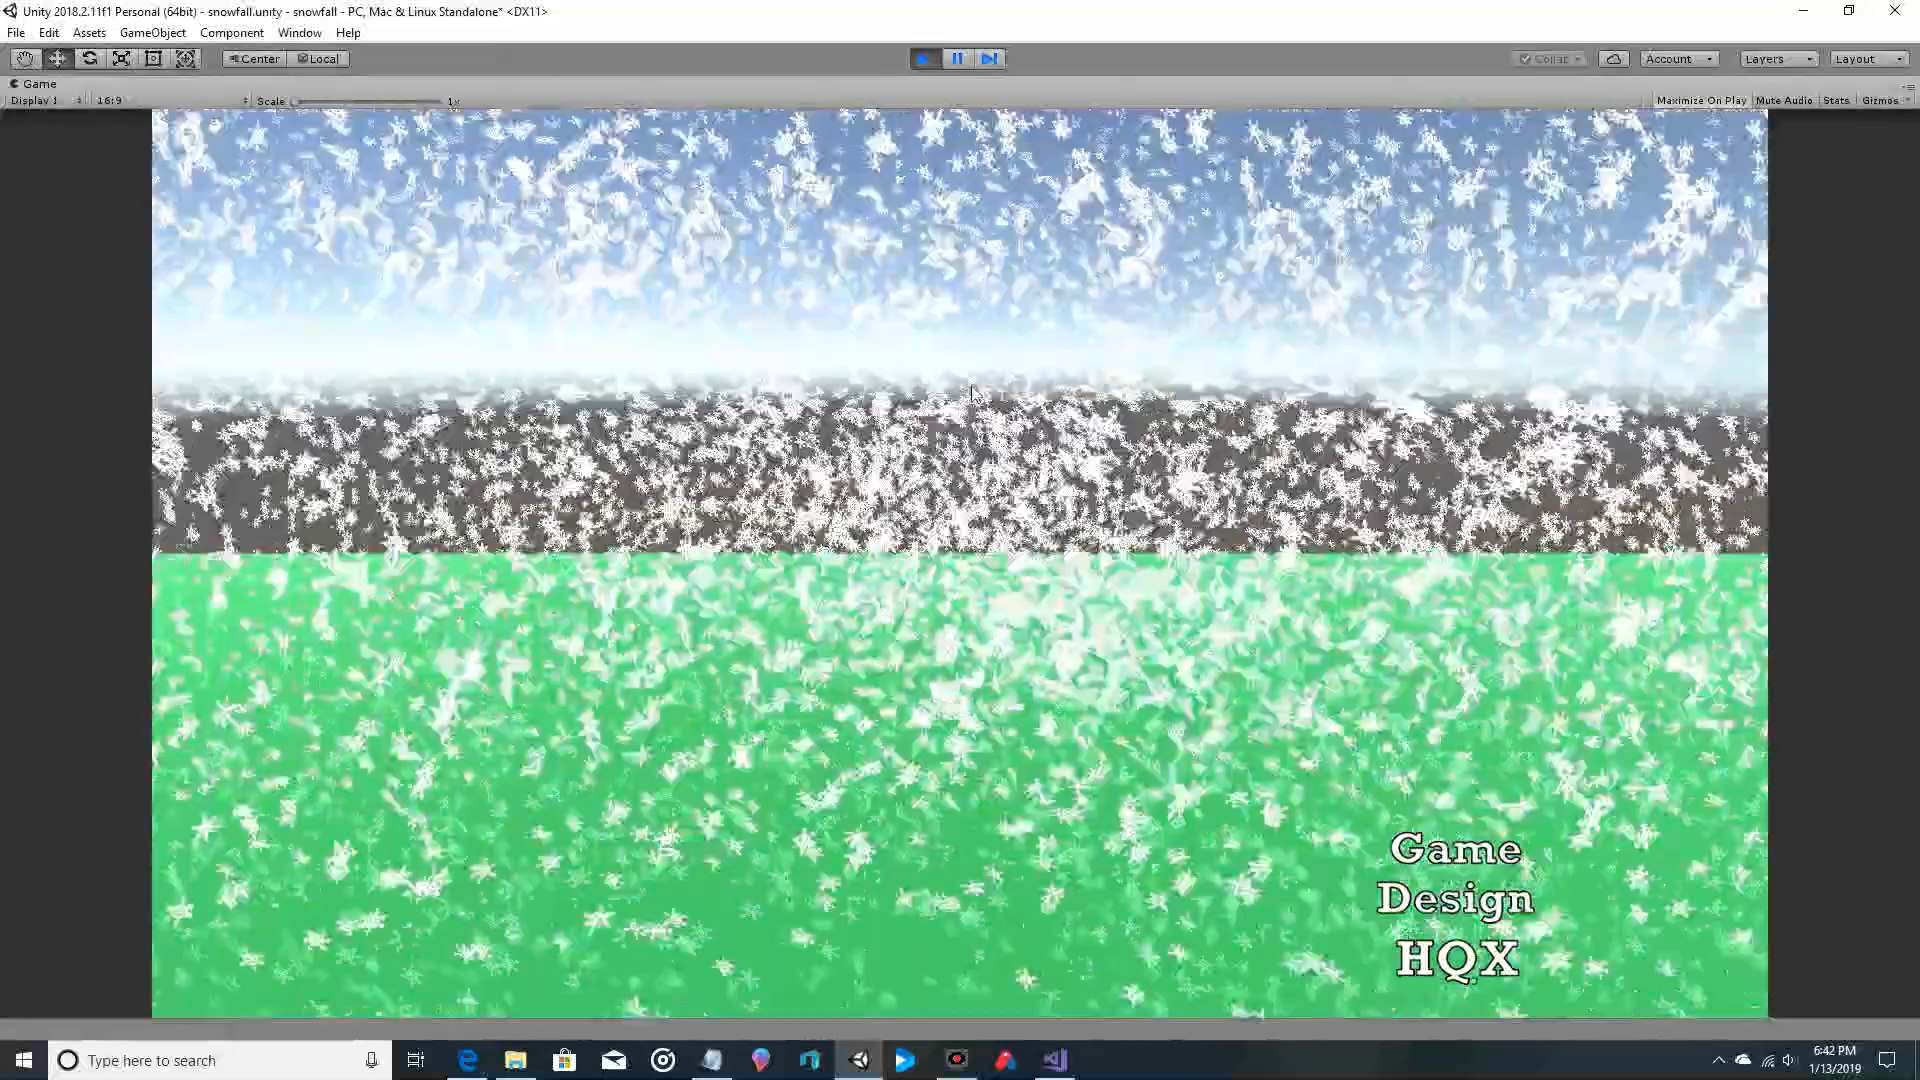 Unity 2018.2.11f1 Personal (64bit) - snowfall.unity - snowfall - PC, Mac & Linux Standalone* <DX11>
File Edit Assets GameObject Component Window Help
Center Local Collab Account Layers Layout
Game
Display 1 16:9 Scale 1x Maximize On Play Mute Audio Stats Gizmos
Game
Design
HQX
Type here to search
6:42 PM
1/13/2019